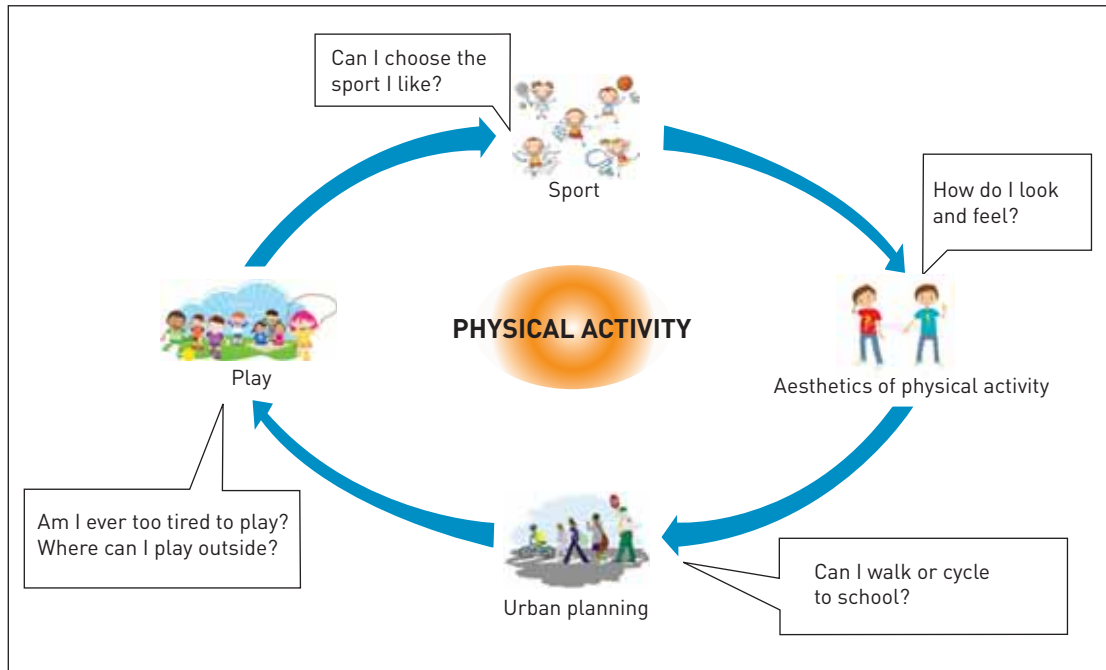 Can I choose the
sport I like?
Sport
How do I look
and feel?
PHYSICAL ACTIVITY
Play
Aesthetics of physical activity
Am I ever too tired to play?
Where can I play outside?
Urban planning
Can I walk or cycle
to school?